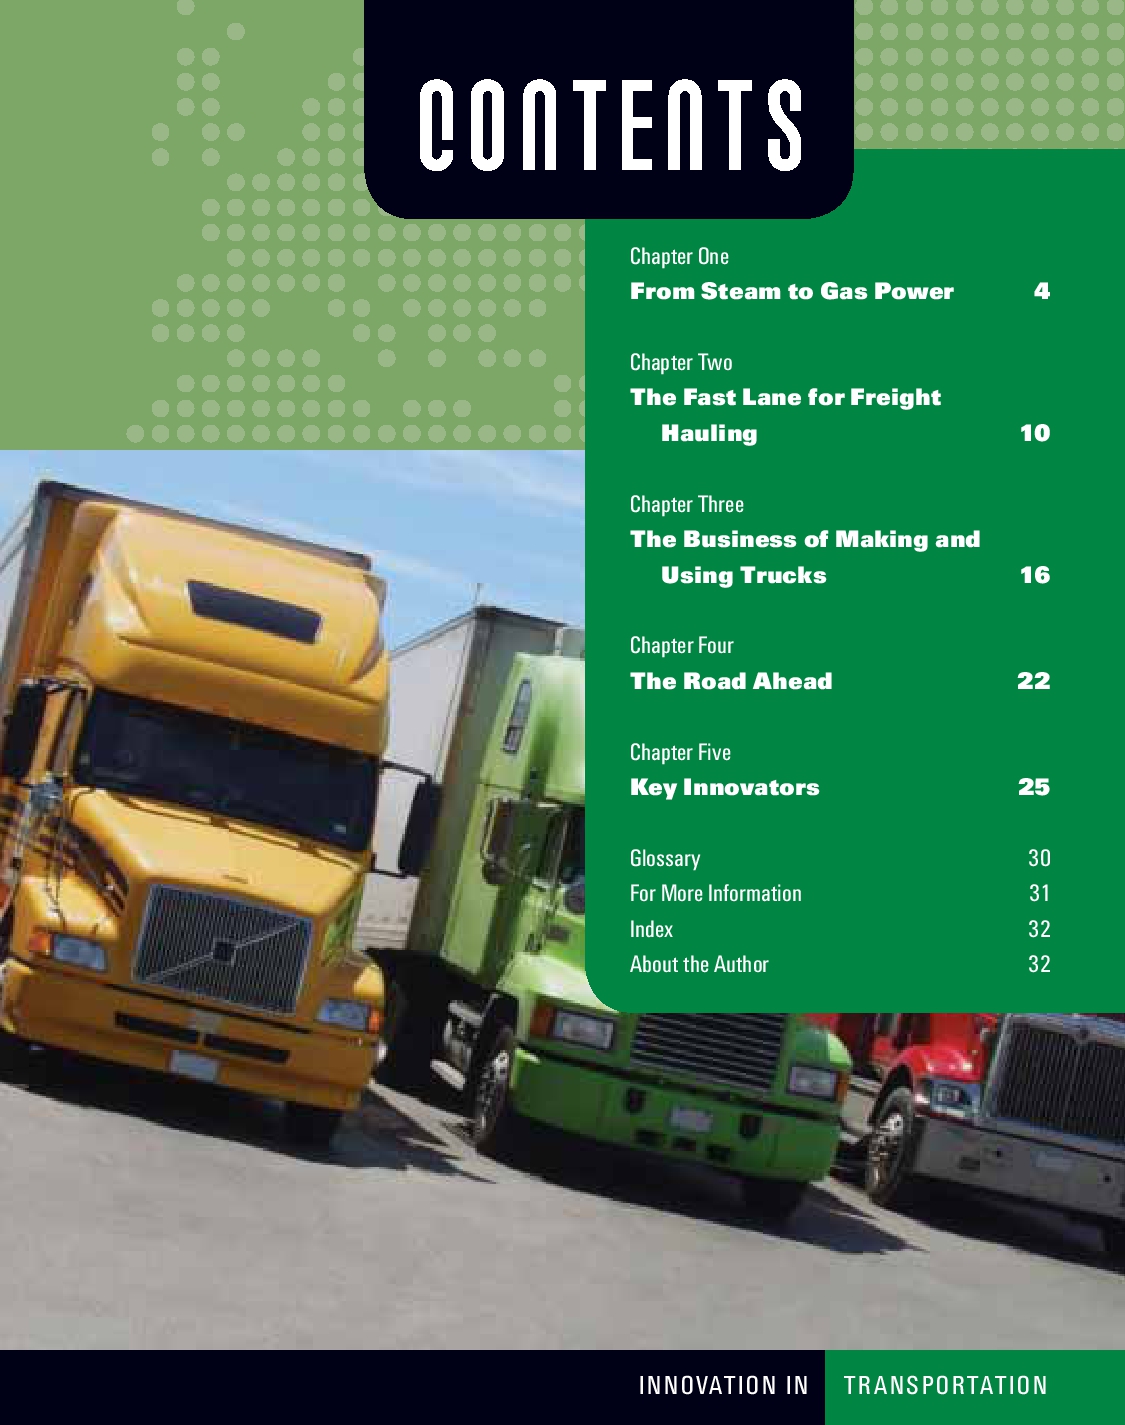 CONTENTS
Chapter One
From Steam to Gas Power 4
Chapter Two
The Fast Lane for Freight
Hauling 10
Chapter Three
The Business of Making and
Using Trucks 16
Chapter Four
The Road Ahead 22
Chapter Five
Key Innovators 25
Glossary 30
For More Information 31
Index 32
About the Author 32
INNOVATION IN TRANSPORTATION